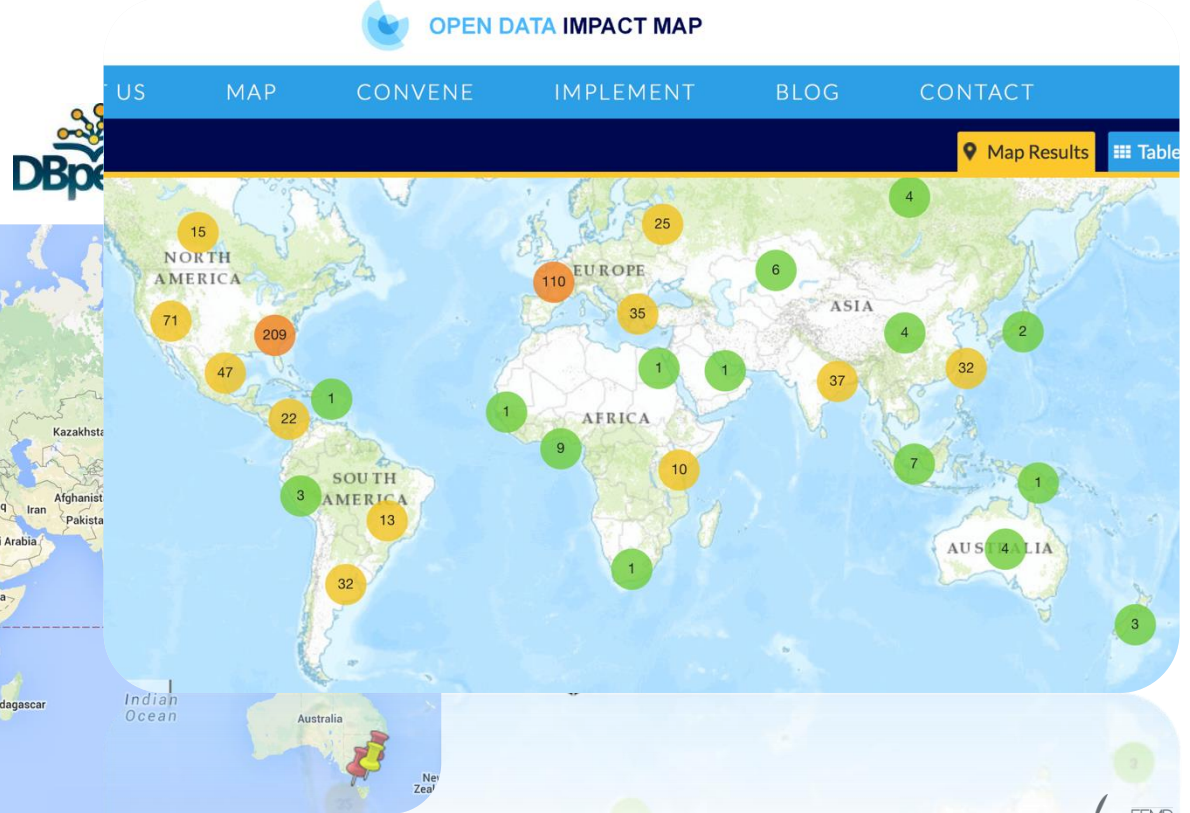 OPEN DATA IMPACT MAP
US MAP CONVENE IMPLEMENT BLOG CONTACT
DBpe
Map Results Table
4
15
25
NORTH
AMERICA
6
EUROPE
110
ASIA
35
71
209
4
2
47
1
1
32
37
1
1
22
AFRICA
Kazakhsta
9
7
10
SOUTH
AMERICA
3
1
Afghanist
q Iran
Pakista
13
i Arabia
AUSTRALIA
4
1
32
3
a
dagascar
Indian
Ocean
Australia
New
Zeal
35
3